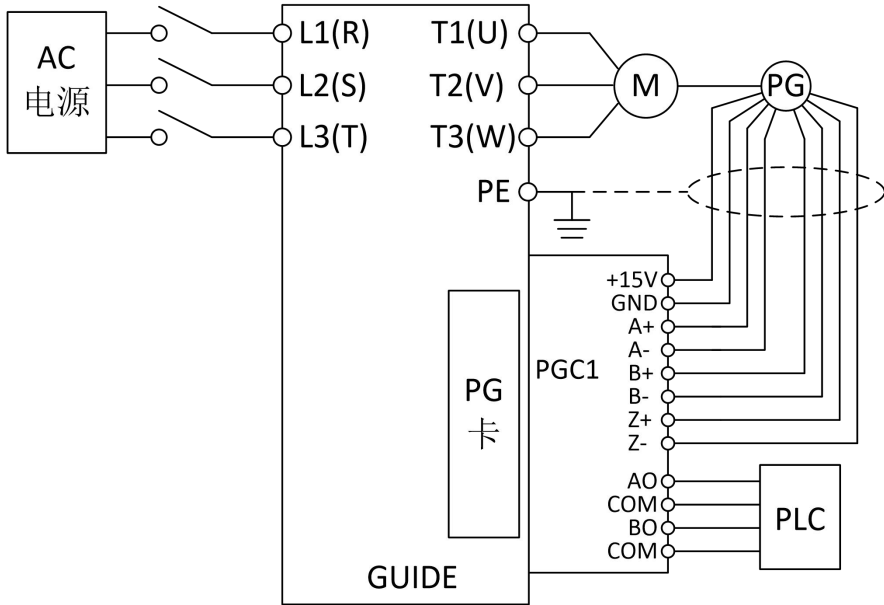 AC
电源
L1(R)
L2(S)
L3(T)
T1(U)
T2(V)
T3(W)
PE
M
PG
PG
卡
PGC1
+15V
GND
A+
A-
B+
B-
Z+
Z-
AO
COM
BO
COM
PLC
GUIDE